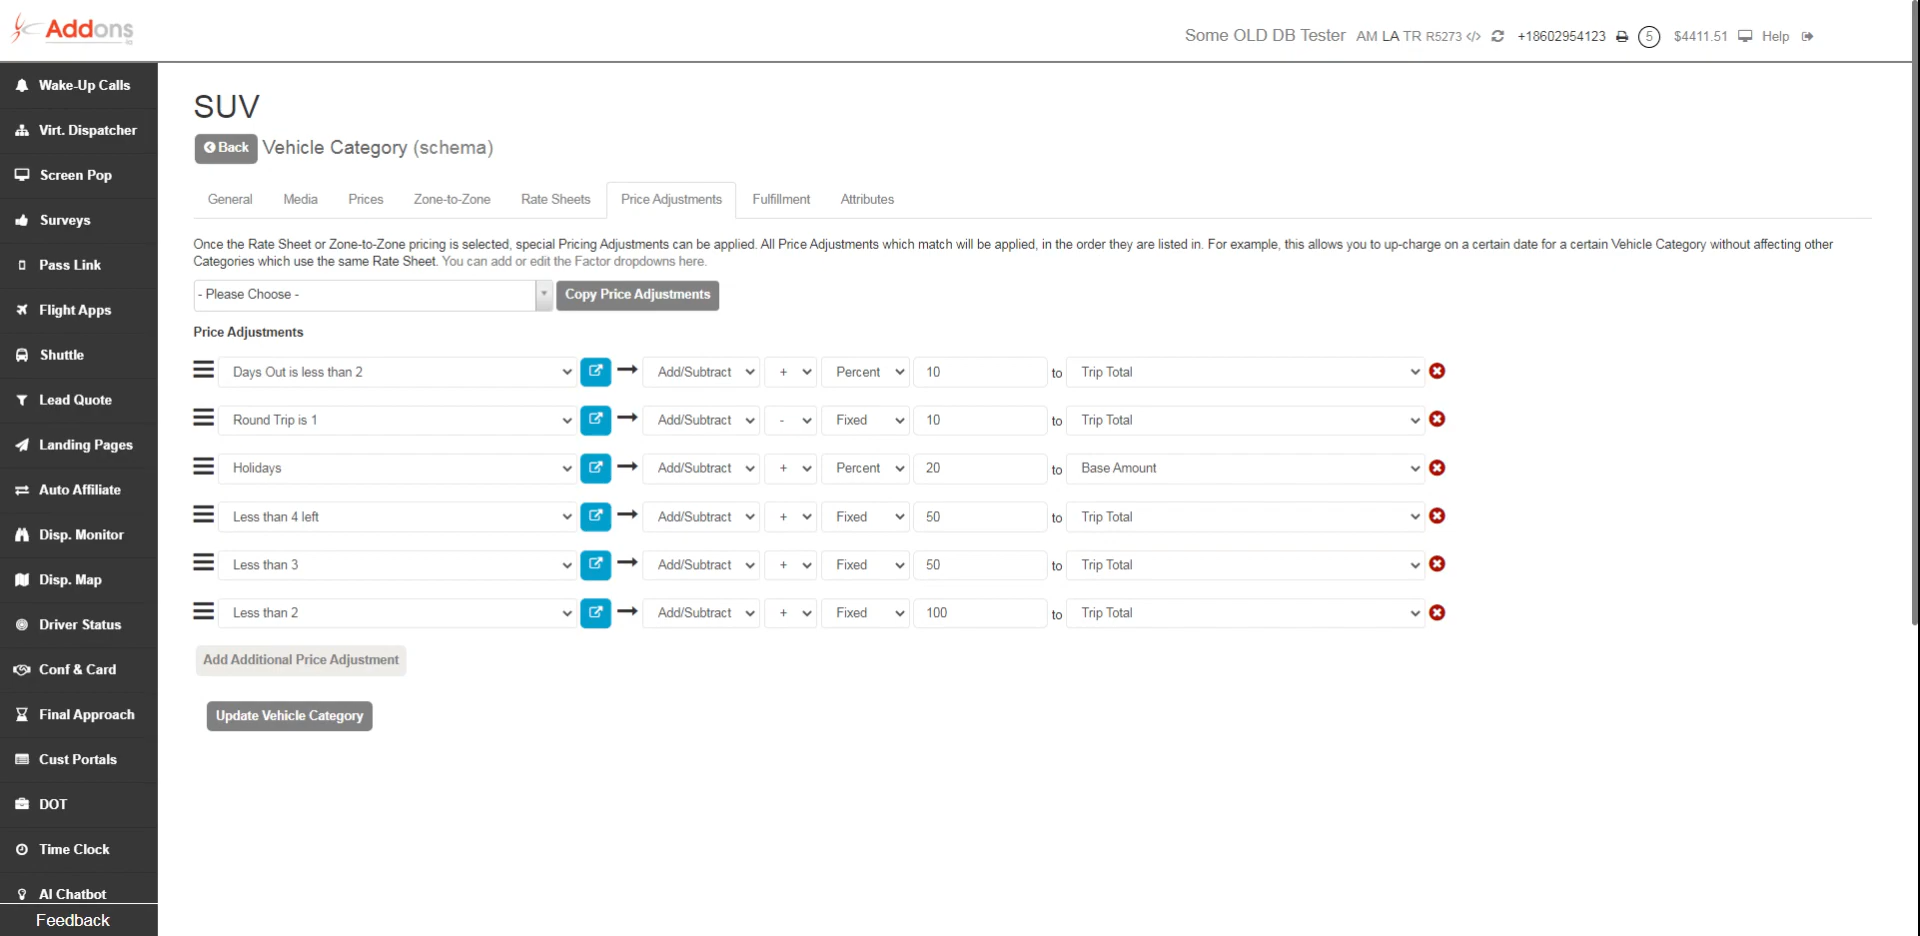 Addons
Some OLD DB Tester AM LA TR R5273 </> +18602954123 5 $4411.51 Help
Wake-Up Calls
Virt. Dispatcher
Screen Pop
Surveys
Pass Link
Flight Apps
Shuttle
Lead Quote
Landing Pages
Auto Affiliate
Disp. Monitor
Disp. Map
Driver Status
Conf & Card
Final Approach
Cust Portals
DOT
Time Clock
AI Chatbot
Feedback
SUV
Back Vehicle Category (schema)
General Media Prices Zone-to-Zone Rate Sheets Price Adjustments Fulfillment Attributes
Once the Rate Sheet or Zone-to-Zone pricing is selected, special Pricing Adjustments can be applied. All Price Adjustments which match will be applied, in the order they are listed in. For example, this allows you to up-charge on a certain date for a certain Vehicle Category without affecting other
Categories which use the same Rate Sheet. You can add or edit the Factor dropdowns here.
- Please Choose - Copy Price Adjustments
Price Adjustments
Days Out is less than 2 Add/Subtract + Percent 10 to Trip Total
Round Trip is 1 Add/Subtract - Fixed 10 to Trip Total
Holidays Add/Subtract + Percent 20 to Base Amount
Less than 4 left Add/Subtract + Fixed 50 to Trip Total
Less than 3 Add/Subtract + Fixed 50 to Trip Total
Less than 2 Add/Subtract + Fixed 100 to Trip Total
Add Additional Price Adjustment
Update Vehicle Category